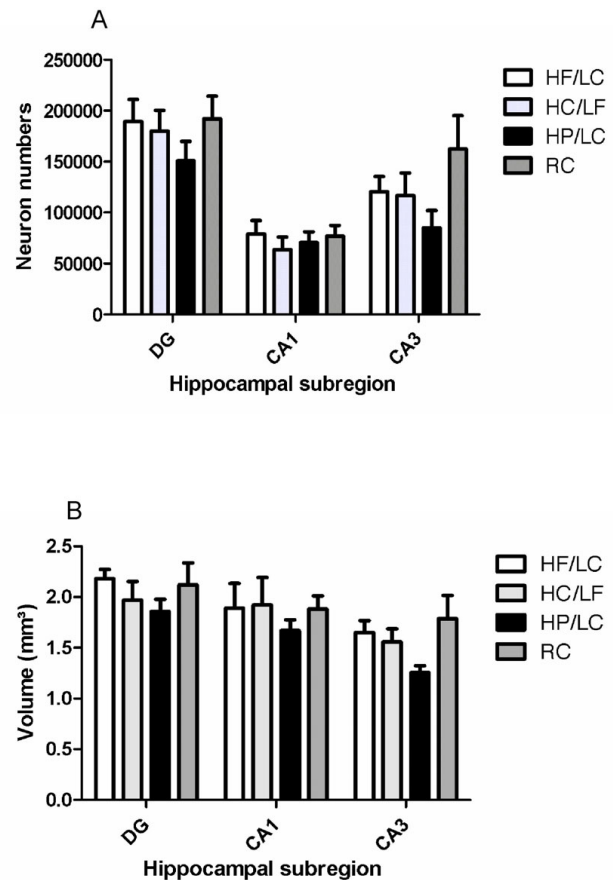 A
250000
200000
150000
100000
50000
0
Neuron numbers
DG
CA1
CA3
Hippocampal subregion
HF/LC
HC/LF
HP/LC
RC
B
2.5
2.0
1.5
1.0
0.5
0.0
Volume (mm³)
DG
CA1
CA3
Hippocampal subregion
HF/LC
HC/LF
HP/LC
RC